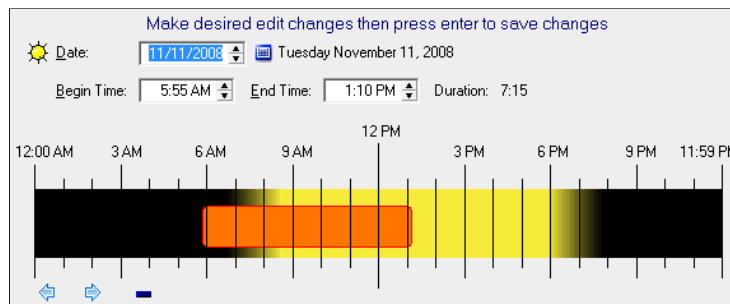 Make desired edit changes then press enter to save changes
Date: 11/11/2008 Tuesday November 11, 2008
Begin Time: 5:55 AM End Time: 1:10 PM Duration: 7:15
12 PM
12:00 AM 3 AM 6 AM 9 AM 3 PM 6 PM 9 PM 11:59 PM